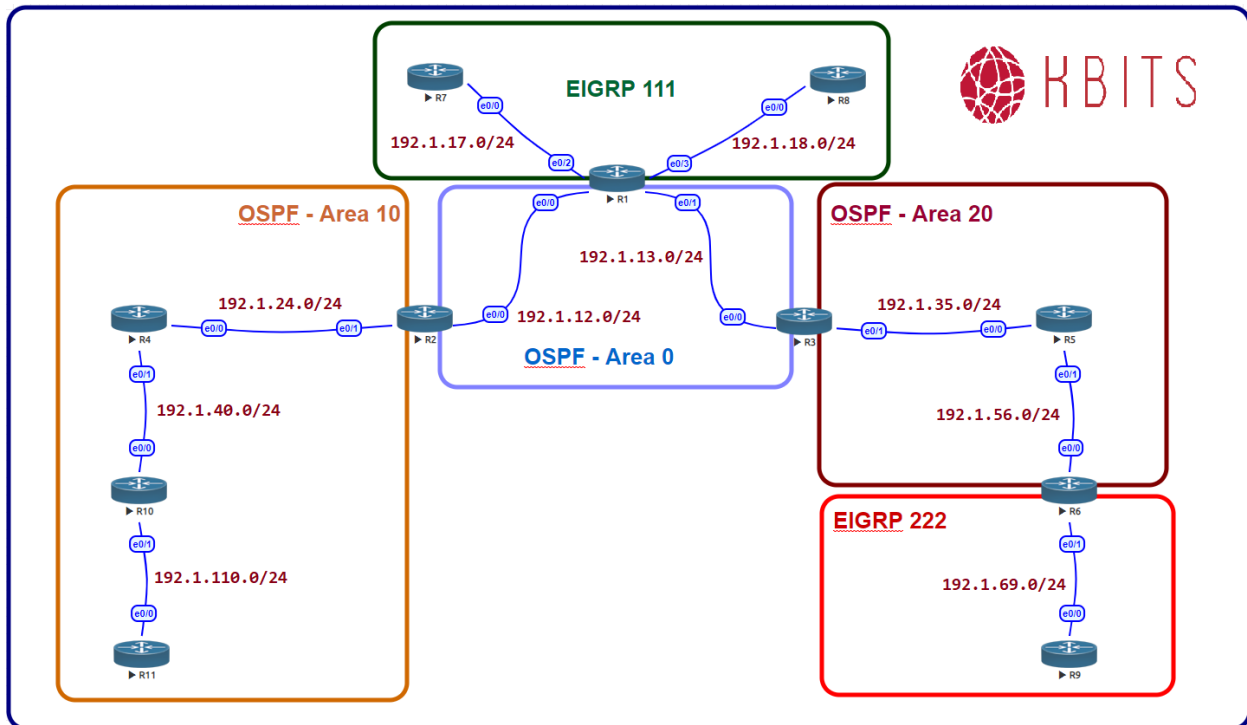 EIGRP 111
KBITS
R7
R8
e0/0
e0/0
192.1.17.0/24
192.1.18.0/24
e0/2
e0/3
R1
OSPF - Area 10
e0/0
e0/1
OSPF - Area 20
192.1.13.0/24
192.1.24.0/24
192.1.35.0/24
e0/0
e0/1
R4
R2
e0/0
192.1.12.0/24
e0/0
R3
e0/1
e0/0
R5
OSPF - Area 0
e0/1
e0/1
192.1.40.0/24
192.1.56.0/24
e0/0
e0/0
R10
R6
EIGRP 222
e0/1
e0/1
192.1.110.0/24
192.1.69.0/24
e0/0
e0/0
R11
R9